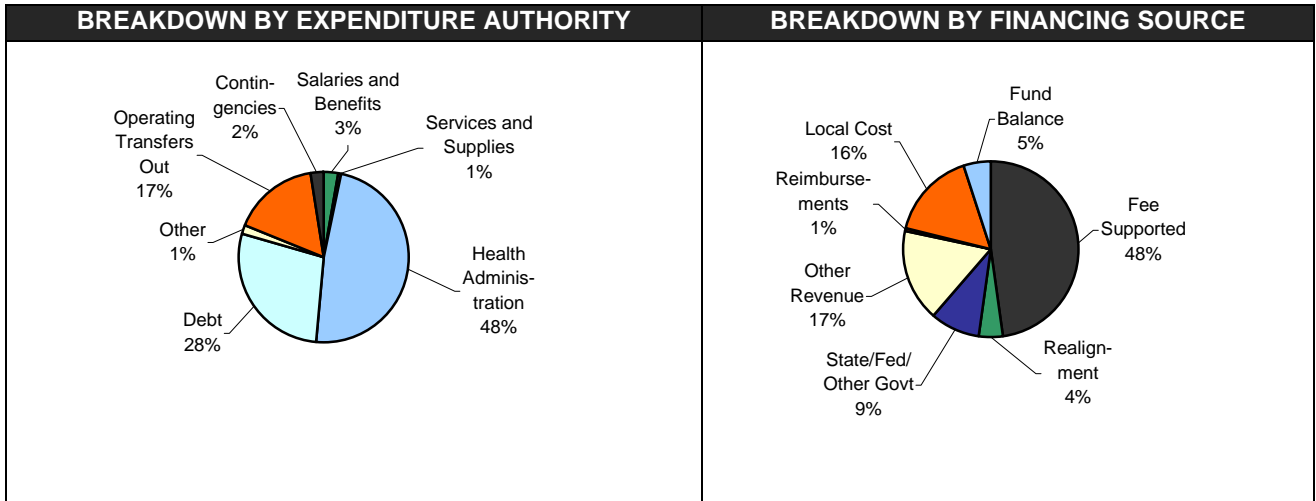 BREAKDOWN BY EXPENDITURE AUTHORITY
Contin-
gencies
2%
Salaries and
Benefits
3%
Services and
Supplies
1%
Operating
Transfers
Out
17%
Other
1%
Health
Adminis-
tration
48%
Debt
28%
BREAKDOWN BY FINANCING SOURCE
Fund
Balance
5%
Local Cost
16%
Reimburse-
ments
1%
Fee
Supported
48%
Other
Revenue
17%
State/Fed/
Other Govt
9%
Realign-
ment
4%